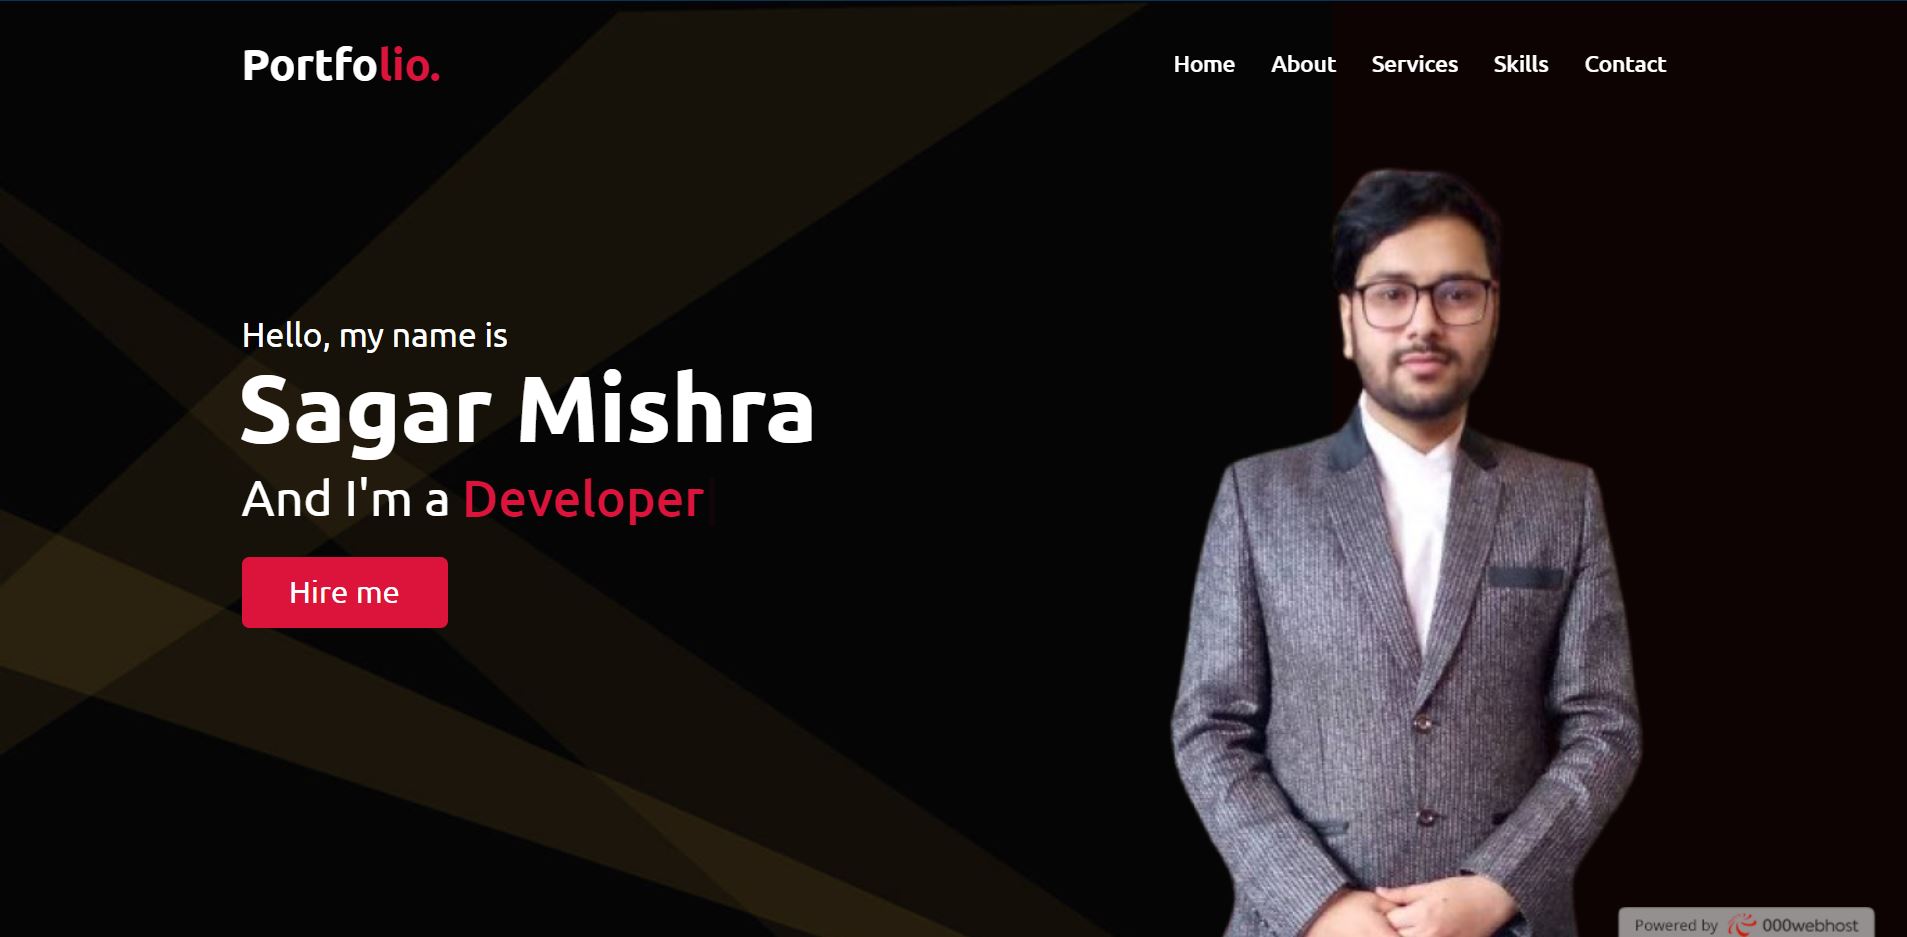 Portfolio.
Home About Services Skills Contact
Hello, my name is
Sagar Mishra
And I'm a Developer
Hire me
Powered by 000webhost